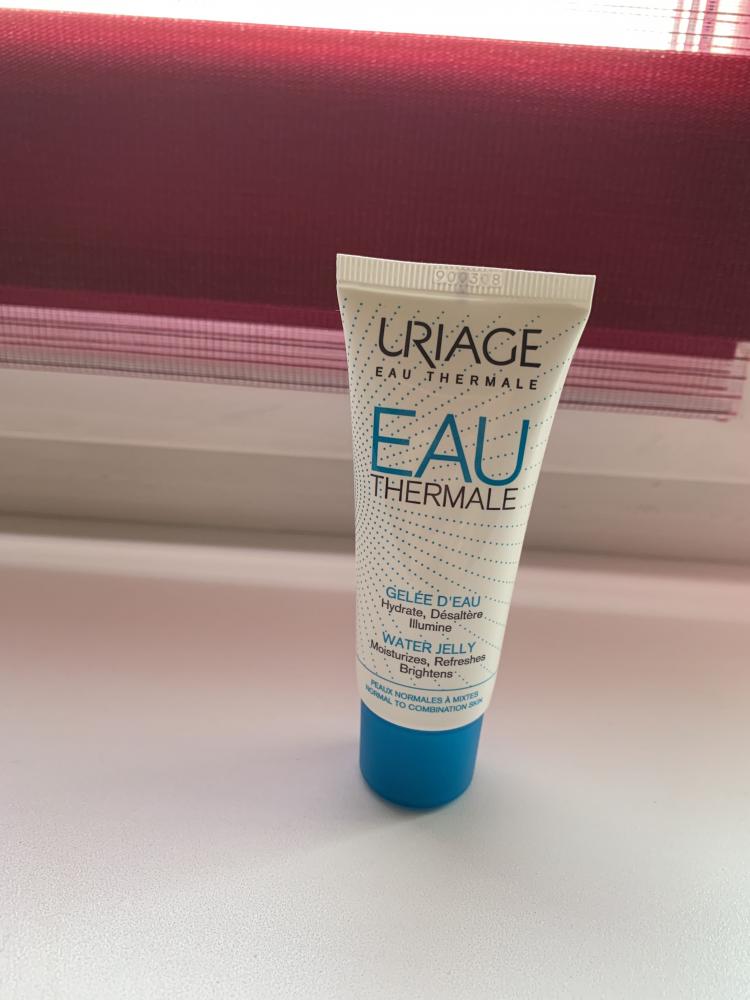 900308
URIAGE
EAU THERMALE
EAU
THERMALE
GELÉE D'EAU
Hydrate, Désaltère
Illumine
WATER JELLY
Moisturizes, Refreshes
Brightens
PEAUX NORMALES À MIXTES
NORMAL TO COMBINATION SKIN